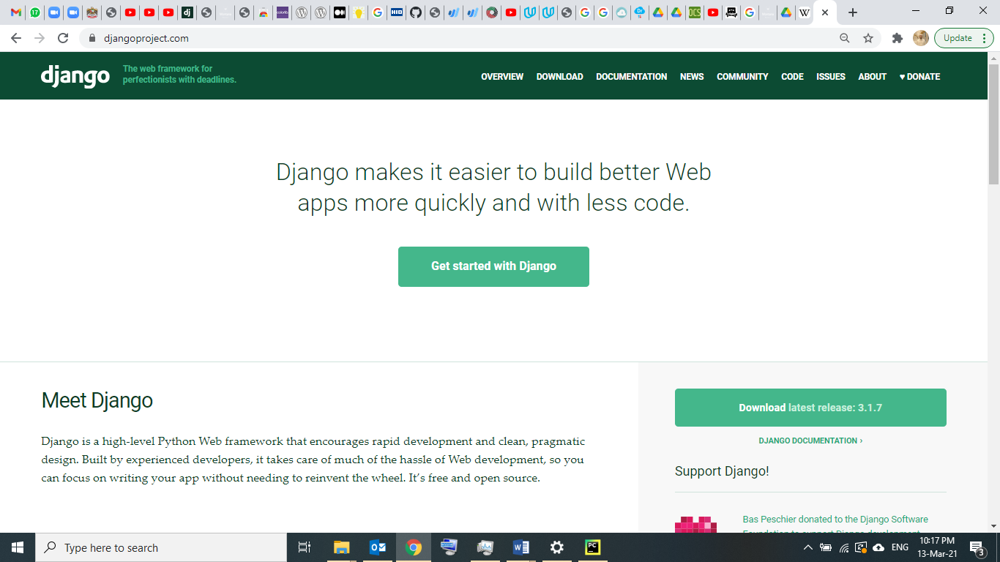 djangoproject.com
Update
django
The web framework for
perfectionists with deadlines.
OVERVIEW DOWNLOAD DOCUMENTATION NEWS COMMUNITY CODE ISSUES ABOUT ♥ DONATE
Django makes it easier to build better Web
apps more quickly and with less code.
Get started with Django
Meet Django
Django is a high-level Python Web framework that encourages rapid development and clean, pragmatic
design. Built by experienced developers, it takes care of much of the hassle of Web development, so you
can focus on writing your app without needing to reinvent the wheel. It’s free and open source.
Download latest release: 3.1.7
DJANGO DOCUMENTATION ›
Support Django!
Bas Peschier donated to the Django Software
Foundation to support Django development.
Type here to search
ENG
10:17 PM
13-Mar-21
3